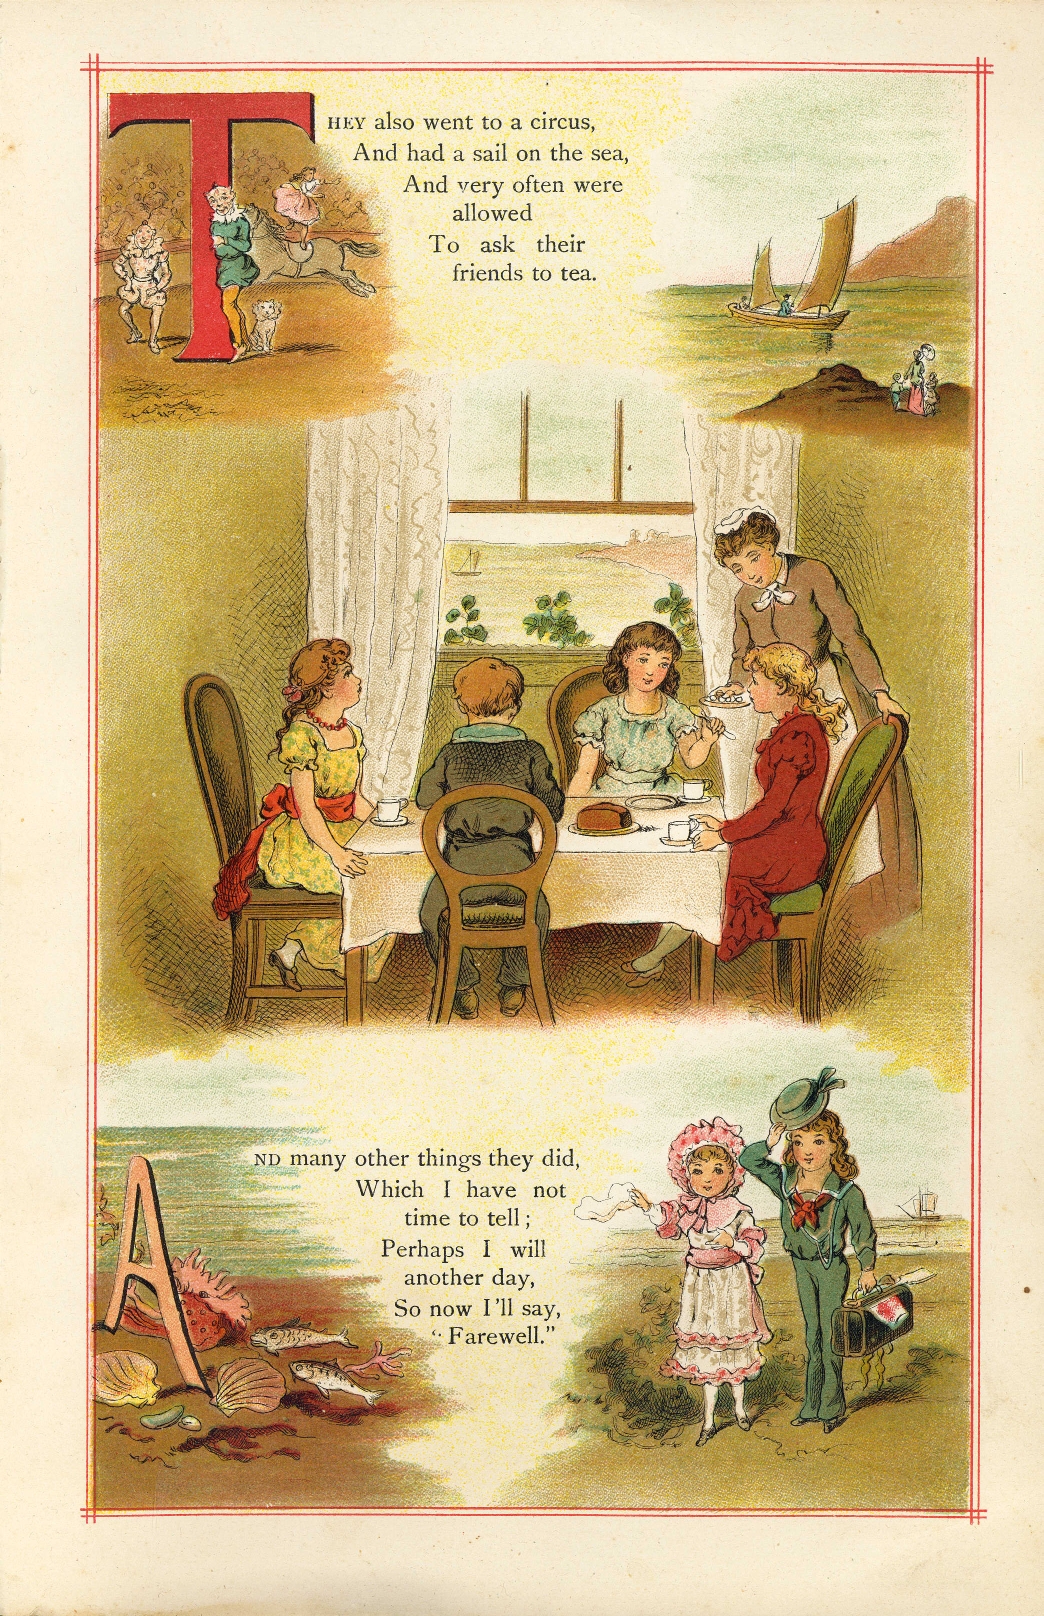 THEY also went to a circus,
And had a sail on the sea,
And very often were
allowed
To ask their
friends to tea.
AND many other things they did,
Which I have not
time to tell;
Perhaps I will
another day,
So now I'll say,
"Farewell."